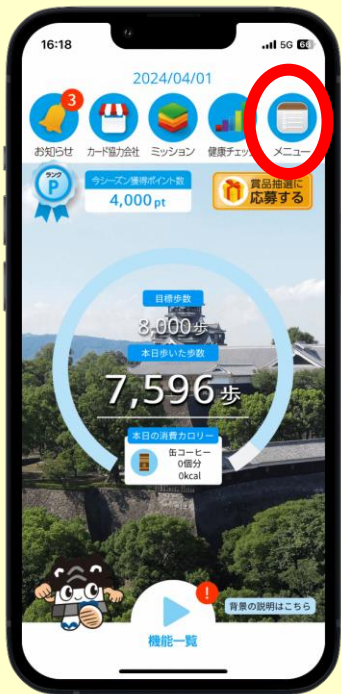 16:18
5G 66
2024/04/01
3
お知らせ カード協力会社 ミッション 健康チェック メニュー
ランク
P
今シーズン獲得ポイント数
4,000 pt
賞品抽選に
応募する
目標歩数
8,000歩
本日歩いた歩数
7,596歩
本日の消費カロリー
缶コーヒー
0個分
0kcal
!
背景の説明はこちら
機能一覧